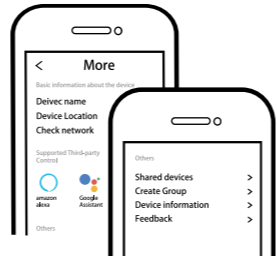 < More
Basic information about the device
Deivec name
Device Location
Check network
Supported Third-party
Control
amazon
alexa
Google
Assistant
Others
Others
Shared devices >
Create Group >
Device information >
Feedback >